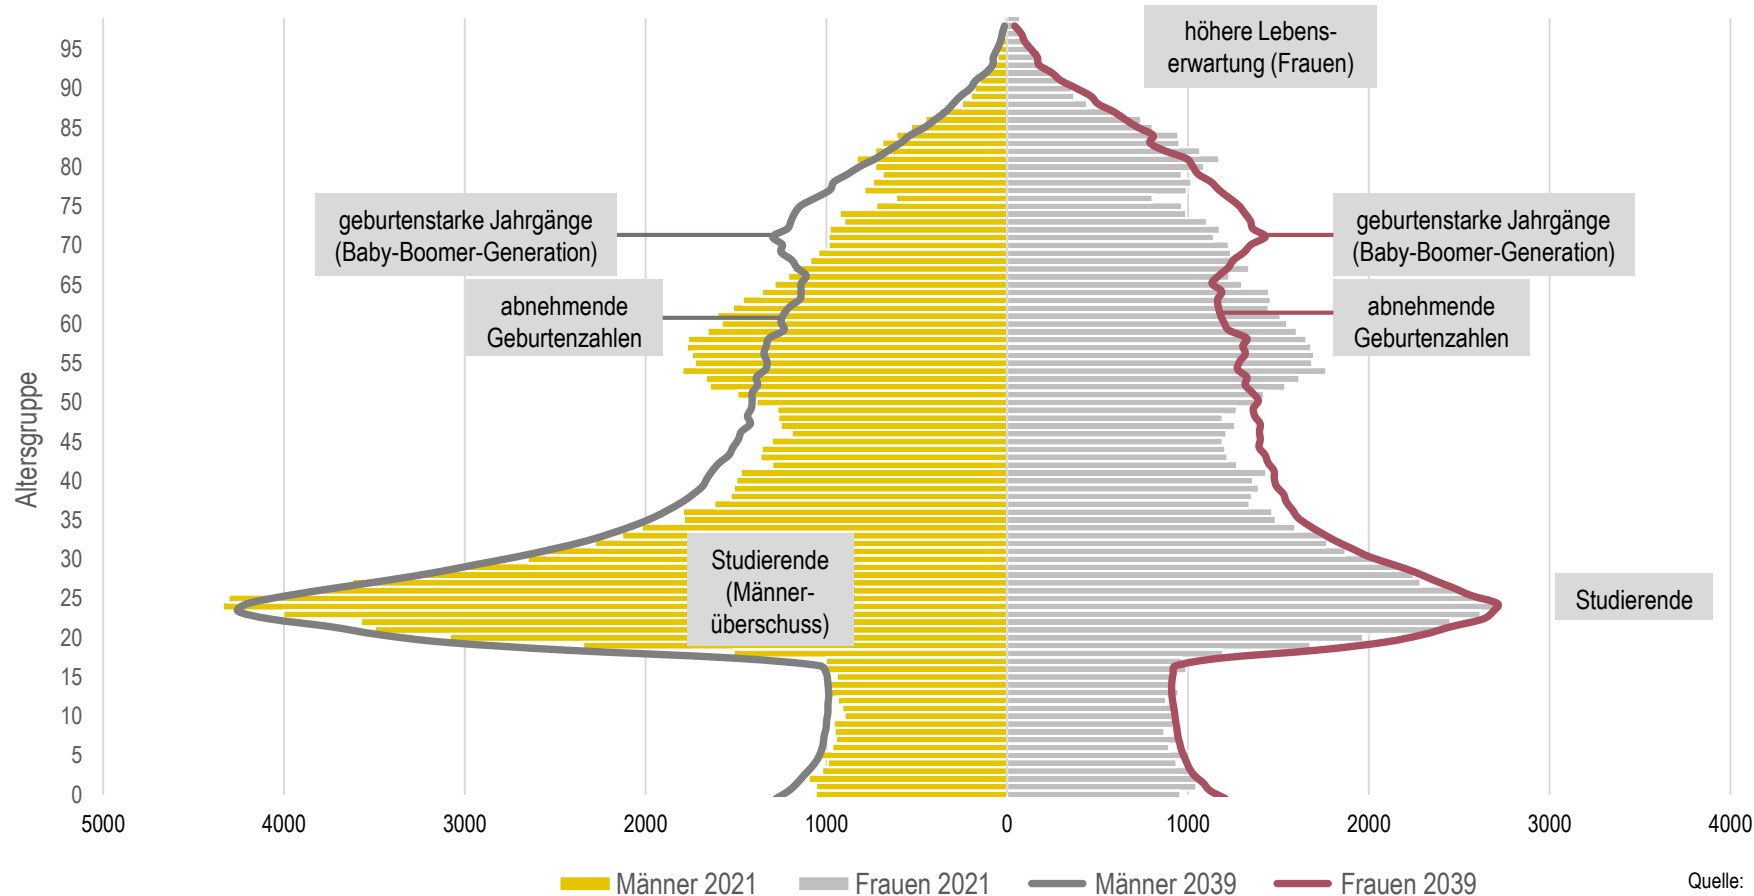 höhere Lebens-
erwartung (Frauen)
geburtenstarke Jahrgänge
(Baby-Boomer-Generation)
geburtenstarke Jahrgänge
(Baby-Boomer-Generation)
abnehmende
Geburtenzahlen
abnehmende
Geburtenzahlen
Studierende
(Männer-
überschuss)
Studierende
Altersgruppe
95
90
85
80
75
70
65
60
55
50
45
40
35
30
25
20
15
10
5
0
5000 4000 3000 2000 1000 0 1000 2000 3000 4000
Männer 2021 Frauen 2021 Männer 2039 Frauen 2039
Quelle: